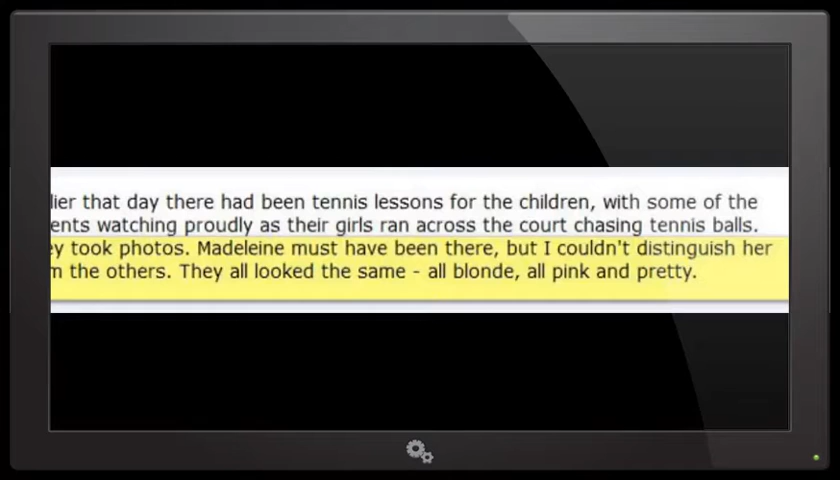 lier that day there had been tennis lessons for the children, with some of the
ents watching proudly as their girls ran across the court chasing tennis balls.
ey took photos. Madeleine must have been there, but I couldn't distinguish her
m the others. They all looked the same - all blonde, all pink and pretty.